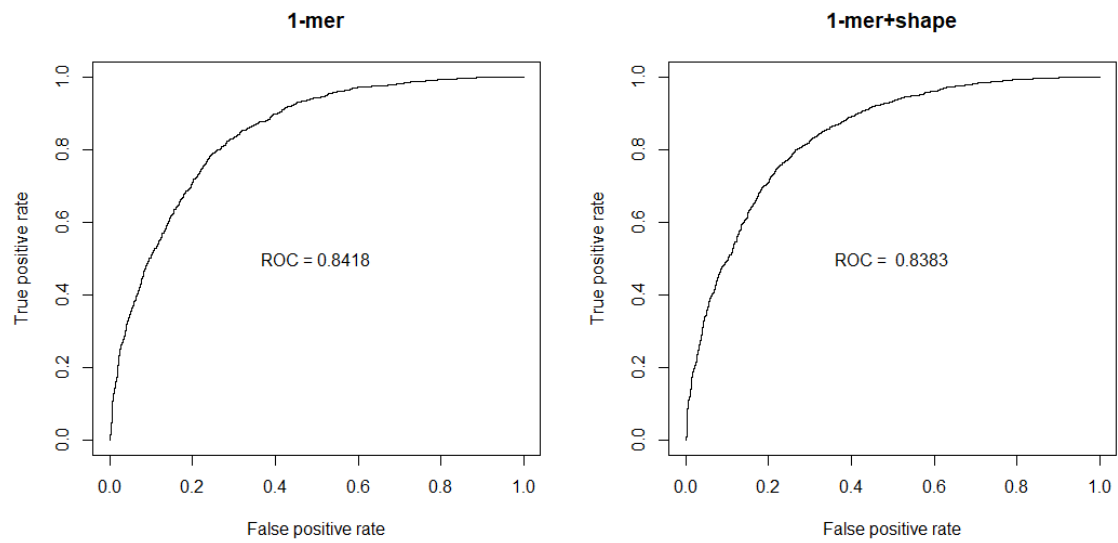 1-mer
True positive rate
1.0
0.8
0.6
0.4
0.2
0.0
ROC = 0.8418
0.0 0.2 0.4 0.6 0.8 1.0
False positive rate
1-mer+shape
True positive rate
1.0
0.8
0.6
0.4
0.2
0.0
ROC =  0.8383
0.0 0.2 0.4 0.6 0.8 1.0
False positive rate